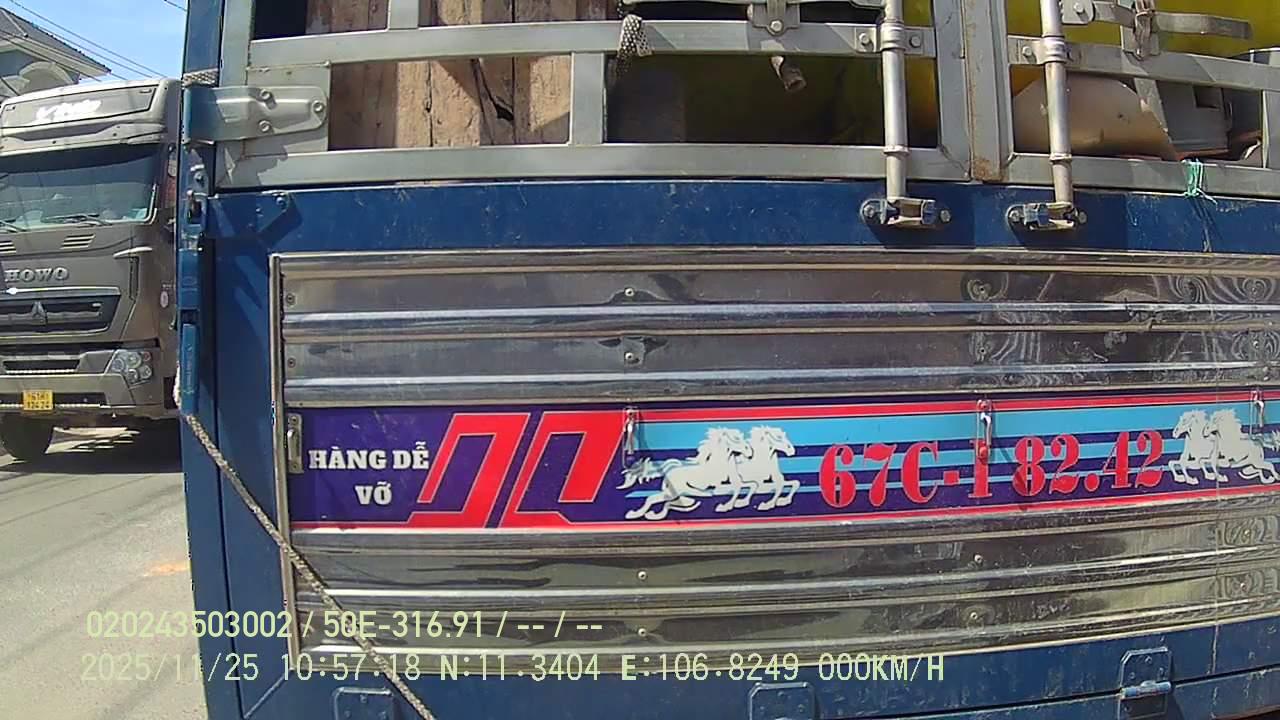 HOWO
HÀNG DỄ
VỠ
67C-1 82.42
020243503002 / 50E-316.91 / -- / --
2025/11/25 10:57:18 N:11.3404 E:106.8249 000KM/H